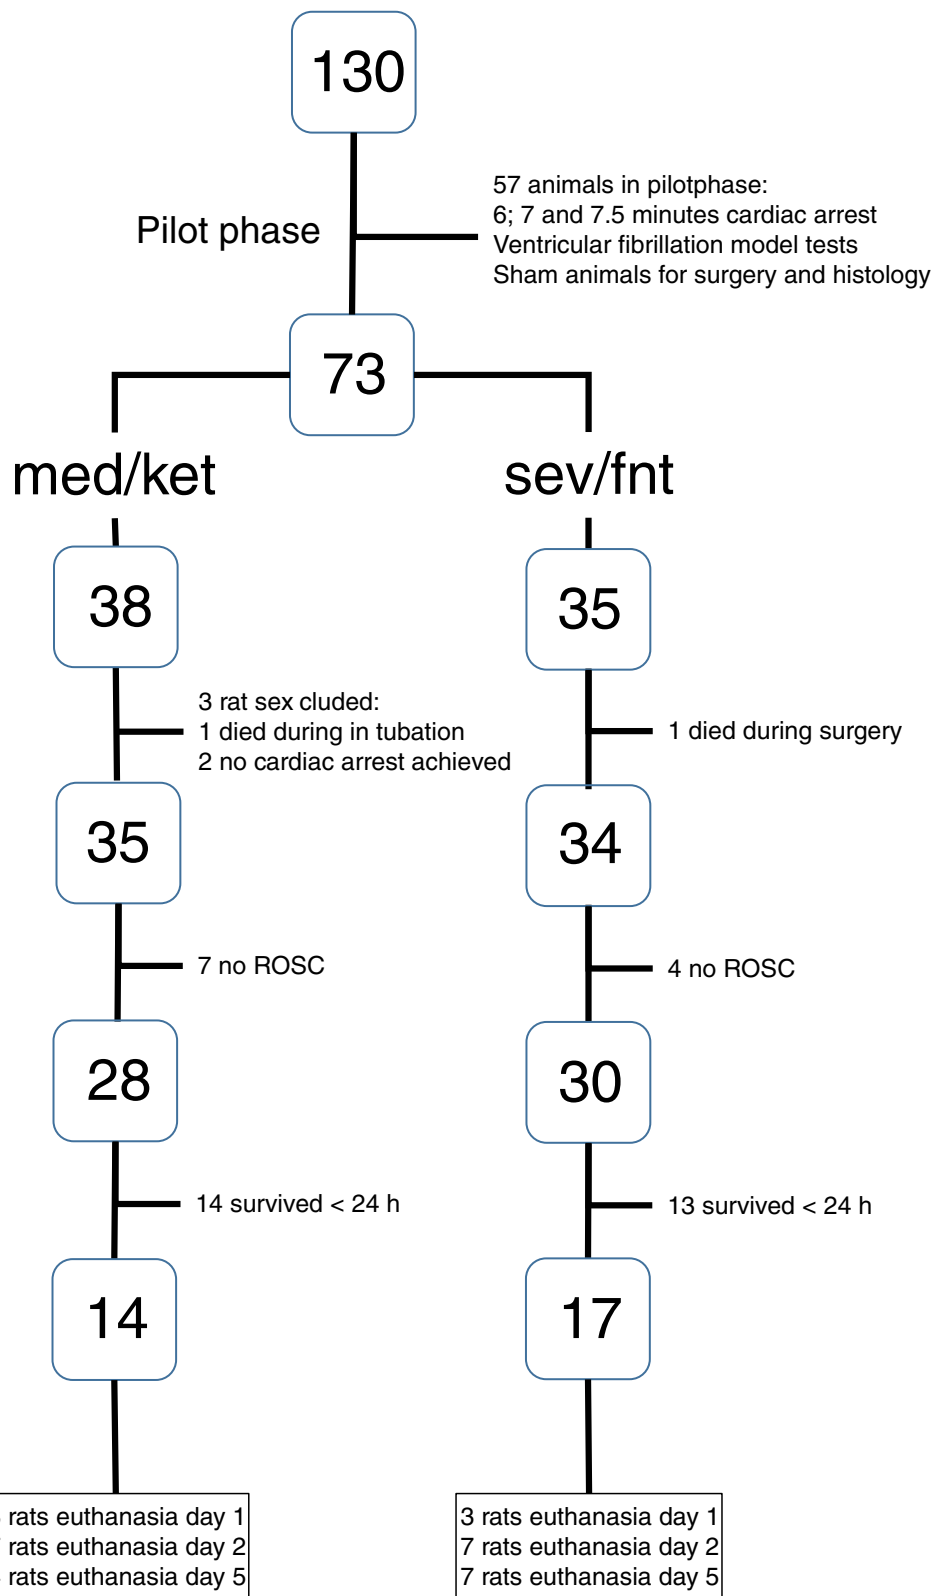 130
Pilot phase
57 animals in pilotphase:
6; 7 and 7.5 minutes cardiac arrest
Ventricular fibrillation model tests
Sham animals for surgery and histology
73
med/ket
sev/fnt
38
35
3 rat sex cluded:
1 died during in tubation
2 no cardiac arrest achieved
1 died during surgery
35
34
7 no ROSC
4 no ROSC
28
30
14 survived < 24 h
13 survived < 24 h
14
17
rats euthanasia day 1
rats euthanasia day 2
rats euthanasia day 5
3 rats euthanasia day 1
7 rats euthanasia day 2
7 rats euthanasia day 5